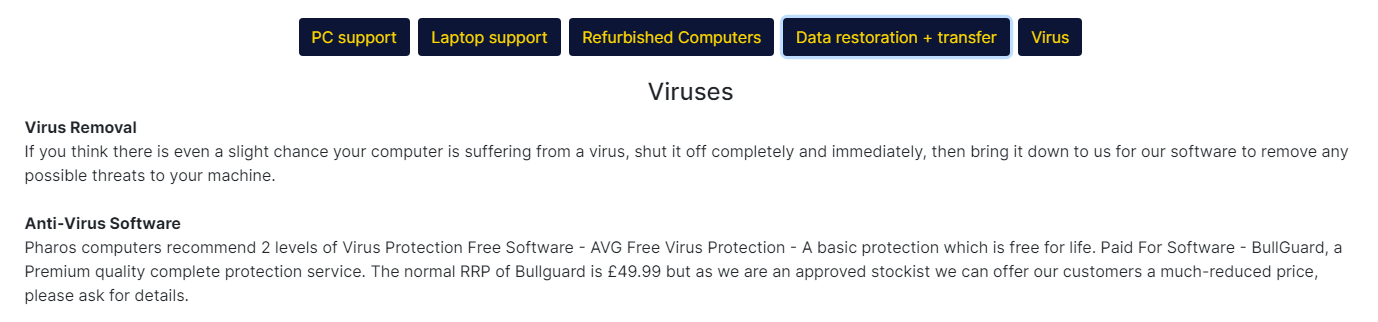 PC support Laptop support Refurbished Computers Data restoration + transfer Virus
Viruses
Virus Removal
If you think there is even a slight chance your computer is suffering from a virus, shut it off completely and immediately, then bring it down to us for our software to remove any
possible threats to your machine.
Anti-Virus Software
Pharos computers recommend 2 levels of Virus Protection Free Software - AVG Free Virus Protection - A basic protection which is free for life. Paid For Software - BullGuard, a
Premium quality complete protection service. The normal RRP of Bullguard is £49.99 but as we are an approved stockist we can offer our customers a much-reduced price,
please ask for details.